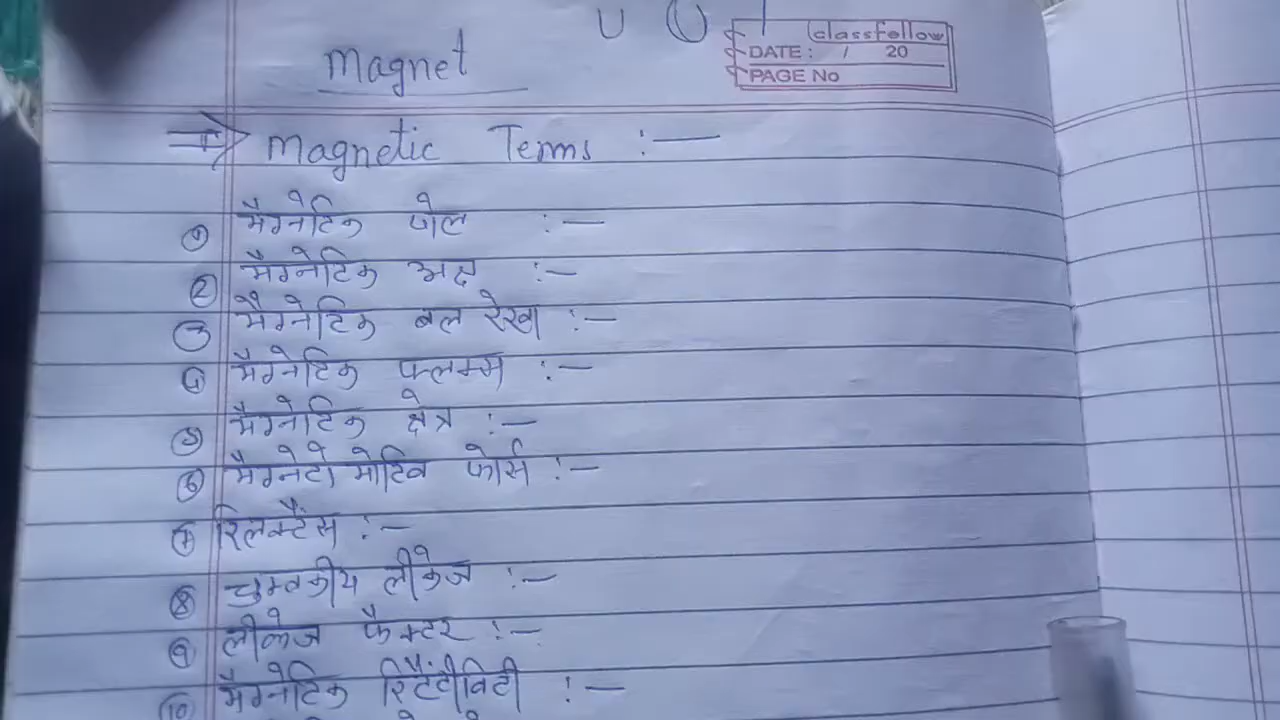 classfellow
DATE : / 20
PAGE No
Magnet
⇒ Magnetic Terms :—
① मैग्नेटिक पोल :—
② मैग्नेटिक अक्ष :—
③ मैग्नेटिक बल रेखा :—
④ मैग्नेटिक फ्लक्स :—
⑤ मैग्नेटिक क्षेत्र :—
⑥ मैग्नेटो मोटिव फोर्स :—
⑦ रिलक्टैंस :—
⑧ चुम्बकीय लीकेज :—
⑨ लीकेज फैक्टर :—
⑩ मैग्नेटिक रिटैंटीविटी :—